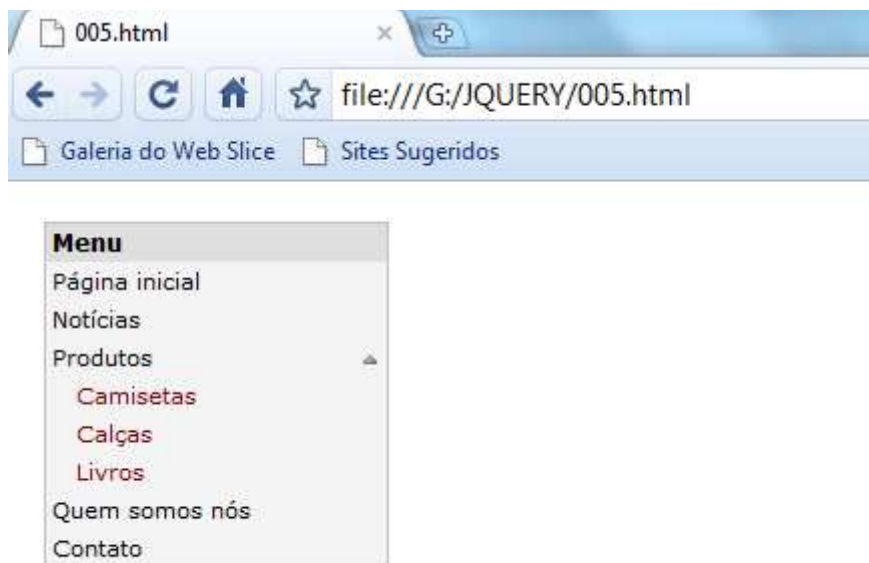 005.html
file:///G:/JQUERY/005.html
Galeria do Web Slice Sites Sugeridos
Menu
Página inicial
Notícias
Produtos
Camisetas
Calças
Livros
Quem somos nós
Contato